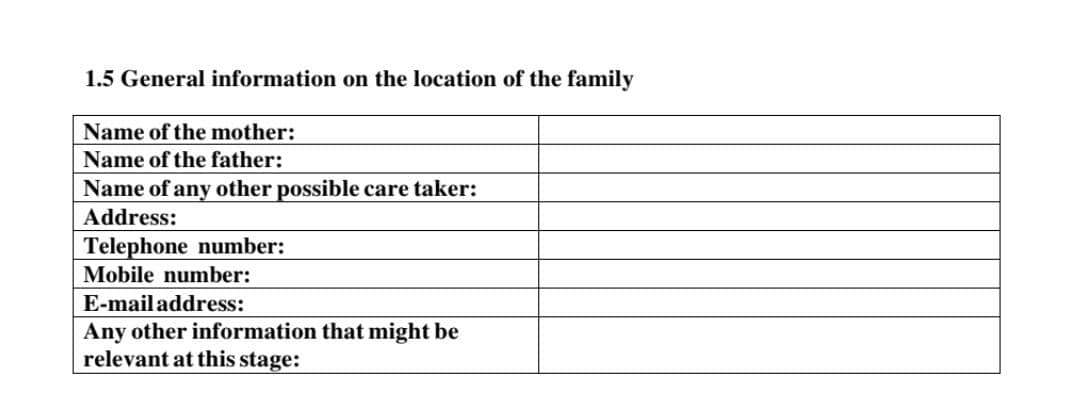 1.5 General information on the location of the family
Name of the mother:
Name of the father:
Name of any other possible care taker:
Address:
Telephone number:
Mobile number:
E-mail address:
Any other information that might be
relevant at this stage: